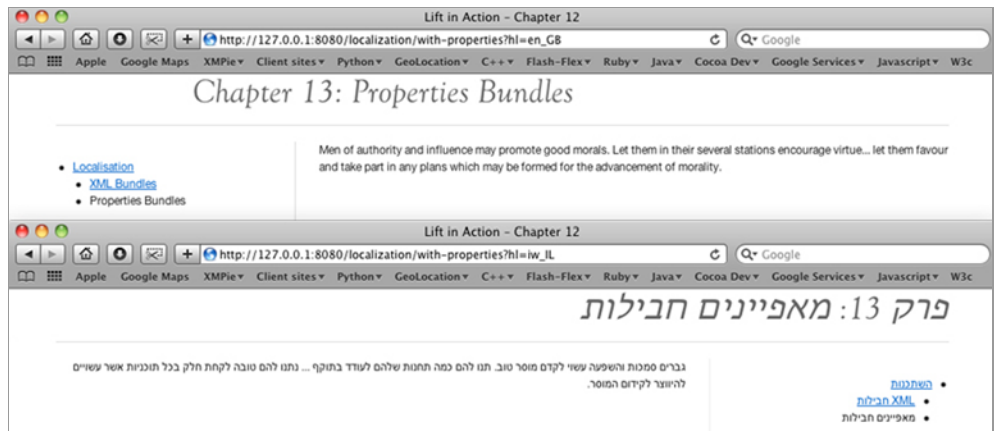 Lift in Action – Chapter 12
http://127.0.0.1:8080/localization/with-properties?hl=en_GB
Google
Apple Google Maps XMPie Client sites Python GeoLocation C++ Flash-Flex Ruby Java Cocoa Dev Google Services Javascript W3c
Chapter 13: Properties Bundles
Localisation
XML Bundles
Properties Bundles
Men of authority and influence may promote good morals. Let them in their several stations encourage virtue... let them favour
and take part in any plans which may be formed for the advancement of morality.
Lift in Action – Chapter 12
http://127.0.0.1:8080/localization/with-properties?hl=iw_IL
Google
Apple Google Maps XMPie Client sites Python GeoLocation C++ Flash-Flex Ruby Java Cocoa Dev Google Services Javascript W3c
פרק 13: מאפיינים חבילות
השתכנות
XML חבילות
מאפיינים חבילות
גברים סמכות והשפעה עשוי לקדם מוסר טוב. תנו להם כמה תחנות שלהם לעודד בתוקף ... נתנו להם טובה לקחת חלק בכל תוכניות אשר עשויים
להיווצר לקידום המוסר.